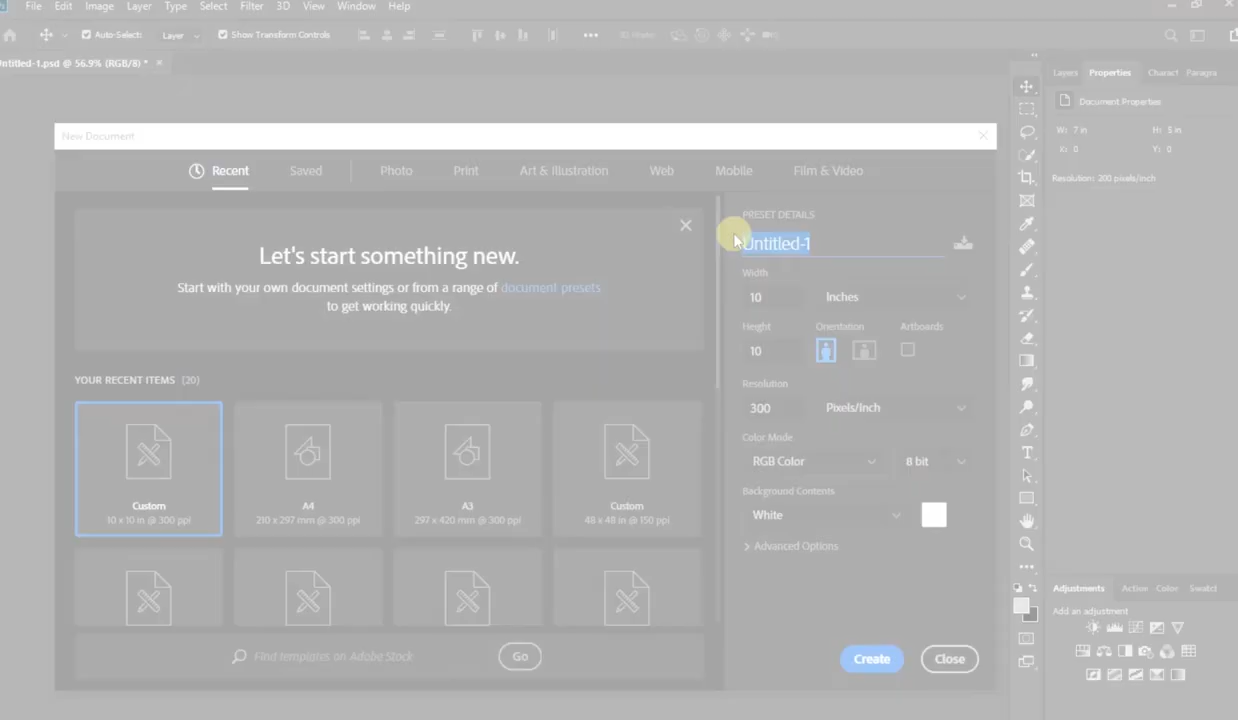 File Edit Image Layer Type Select Filter 3D View Window Help
Auto-Select: Layer Show Transform Controls
Untitled-1.psd @ 56.9% (RGB/8) * ×
Layers Properties Charact Paragra
Document Properties
W: 7 in H: 5 in
X: 0 Y: 0
Resolution: 200 pixels/inch
New Document
Recent Saved Photo Print Art & Illustration Web Mobile Film & Video
Let's start something new.
Start with your own document settings or from a range of document presets
to get working quickly.
YOUR RECENT ITEMS (20)
Custom
10 x 10 in @ 300 ppi
A4
210 x 297 mm @ 300 ppi
A3
297 x 420 mm @ 300 ppi
Custom
48 x 48 in @ 150 ppi
Find templates on Adobe Stock
Go
PRESET DETAILS
Untitled-1
Width
10 Inches
Height Orientation Artboards
10
Resolution
300 Pixels/Inch
Color Mode
RGB Color 8 bit
Background Contents
White
Advanced Options
Create Close
Adjustments Action Color Swatcl
Add an adjustment